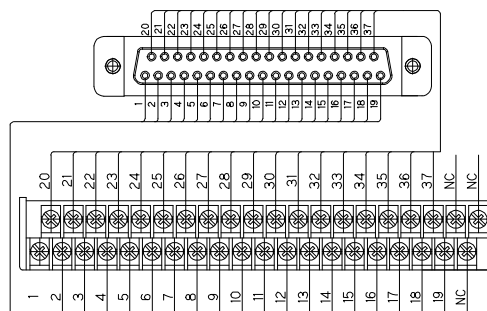 20 21 22 23 24 25 26 27 28 29 30 31 32 33 34 35 36 37
1 2 3 4 5 6 7 8 9 10 11 12 13 14 15 16 17 18 19
20 21 22 23 24 25 26 27 28 29 30 31 32 33 34 35 36 37 NC NC
1 2 3 4 5 6 7 8 9 10 11 12 13 14 15 16 17 18 19 NC